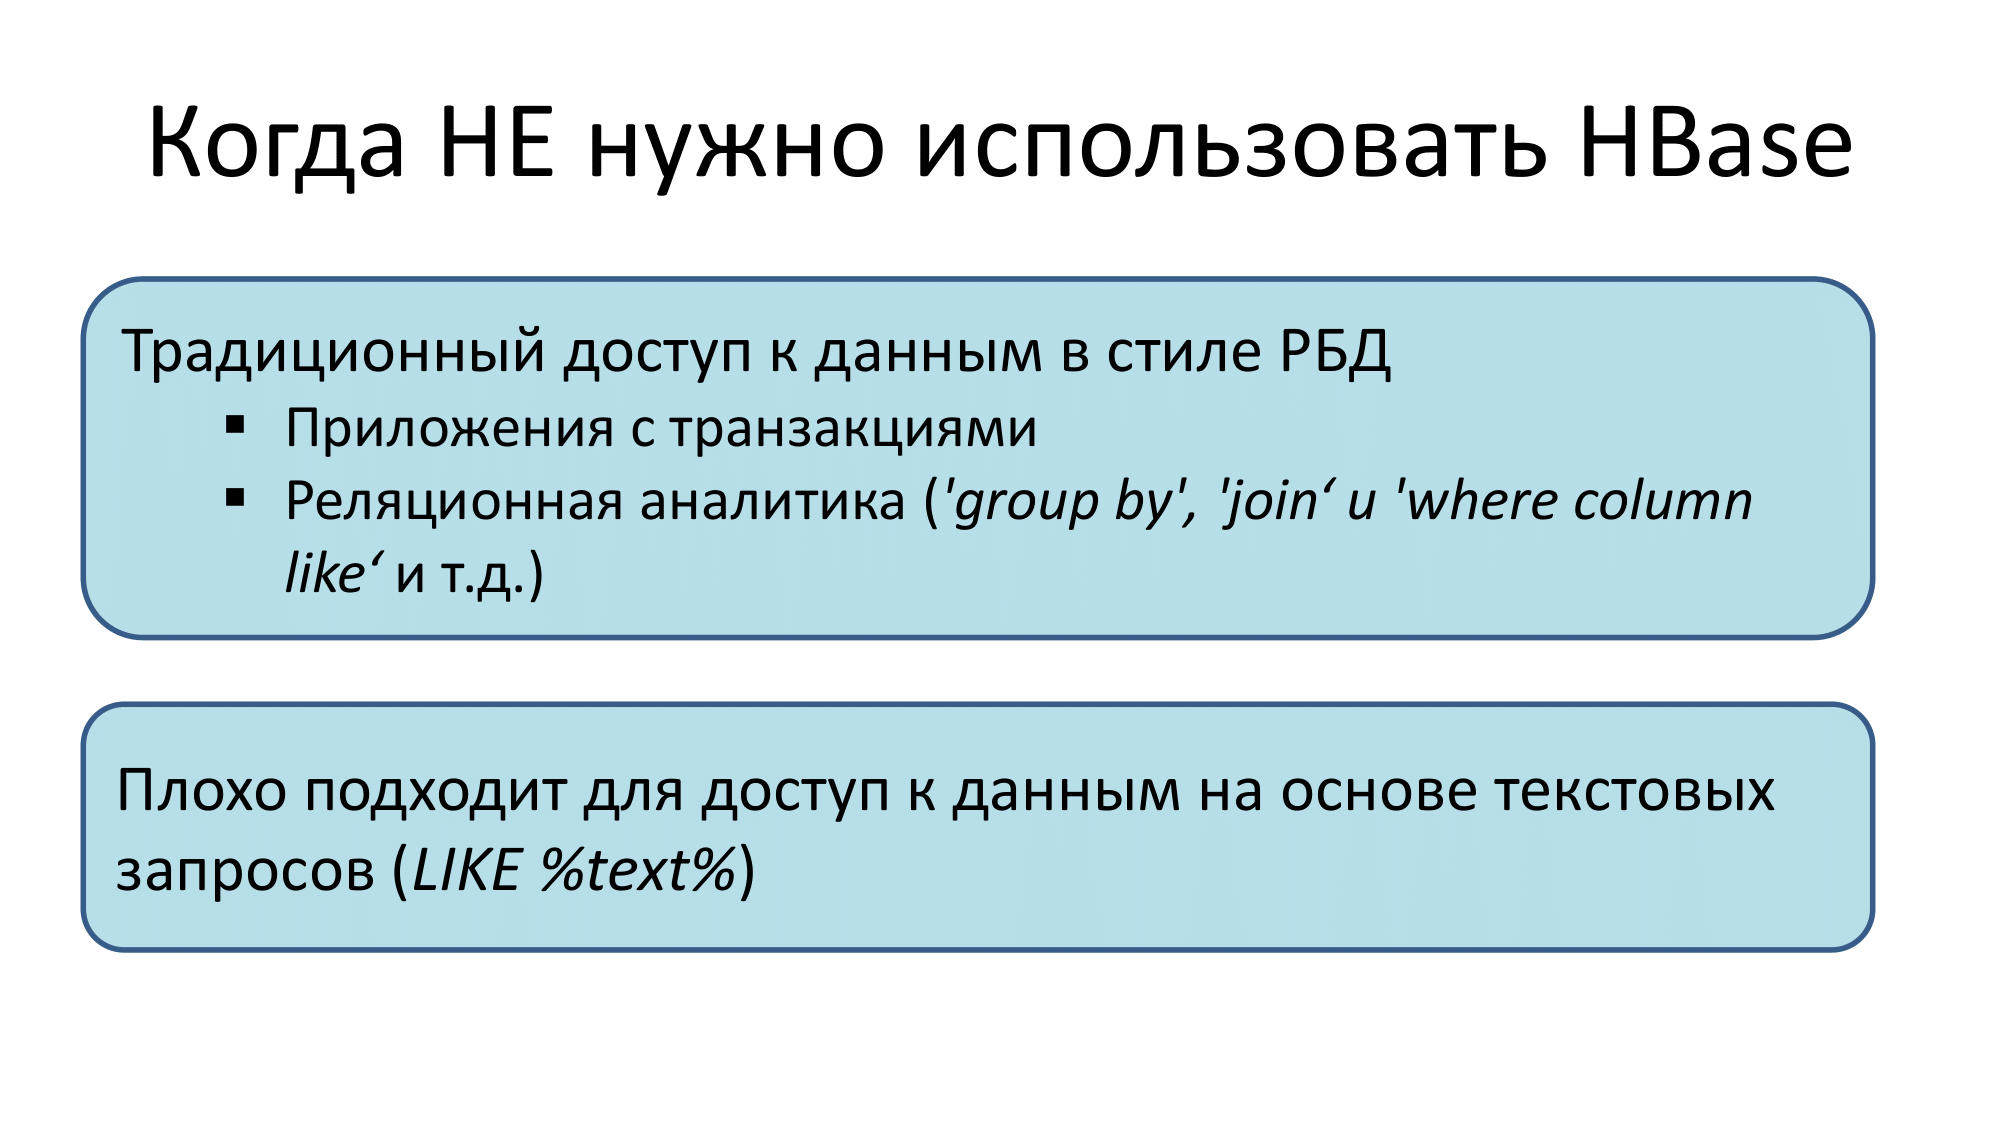 Когда НЕ нужно использовать HBase
Традиционный доступ к данным в стиле РБД
▪ Приложения с транзакциями
▪ Реляционная аналитика ('group by', 'join‘ и 'where column
like‘ и т.д.)
Плохо подходит для доступ к данным на основе текстовых
запросов (LIKE %text%)